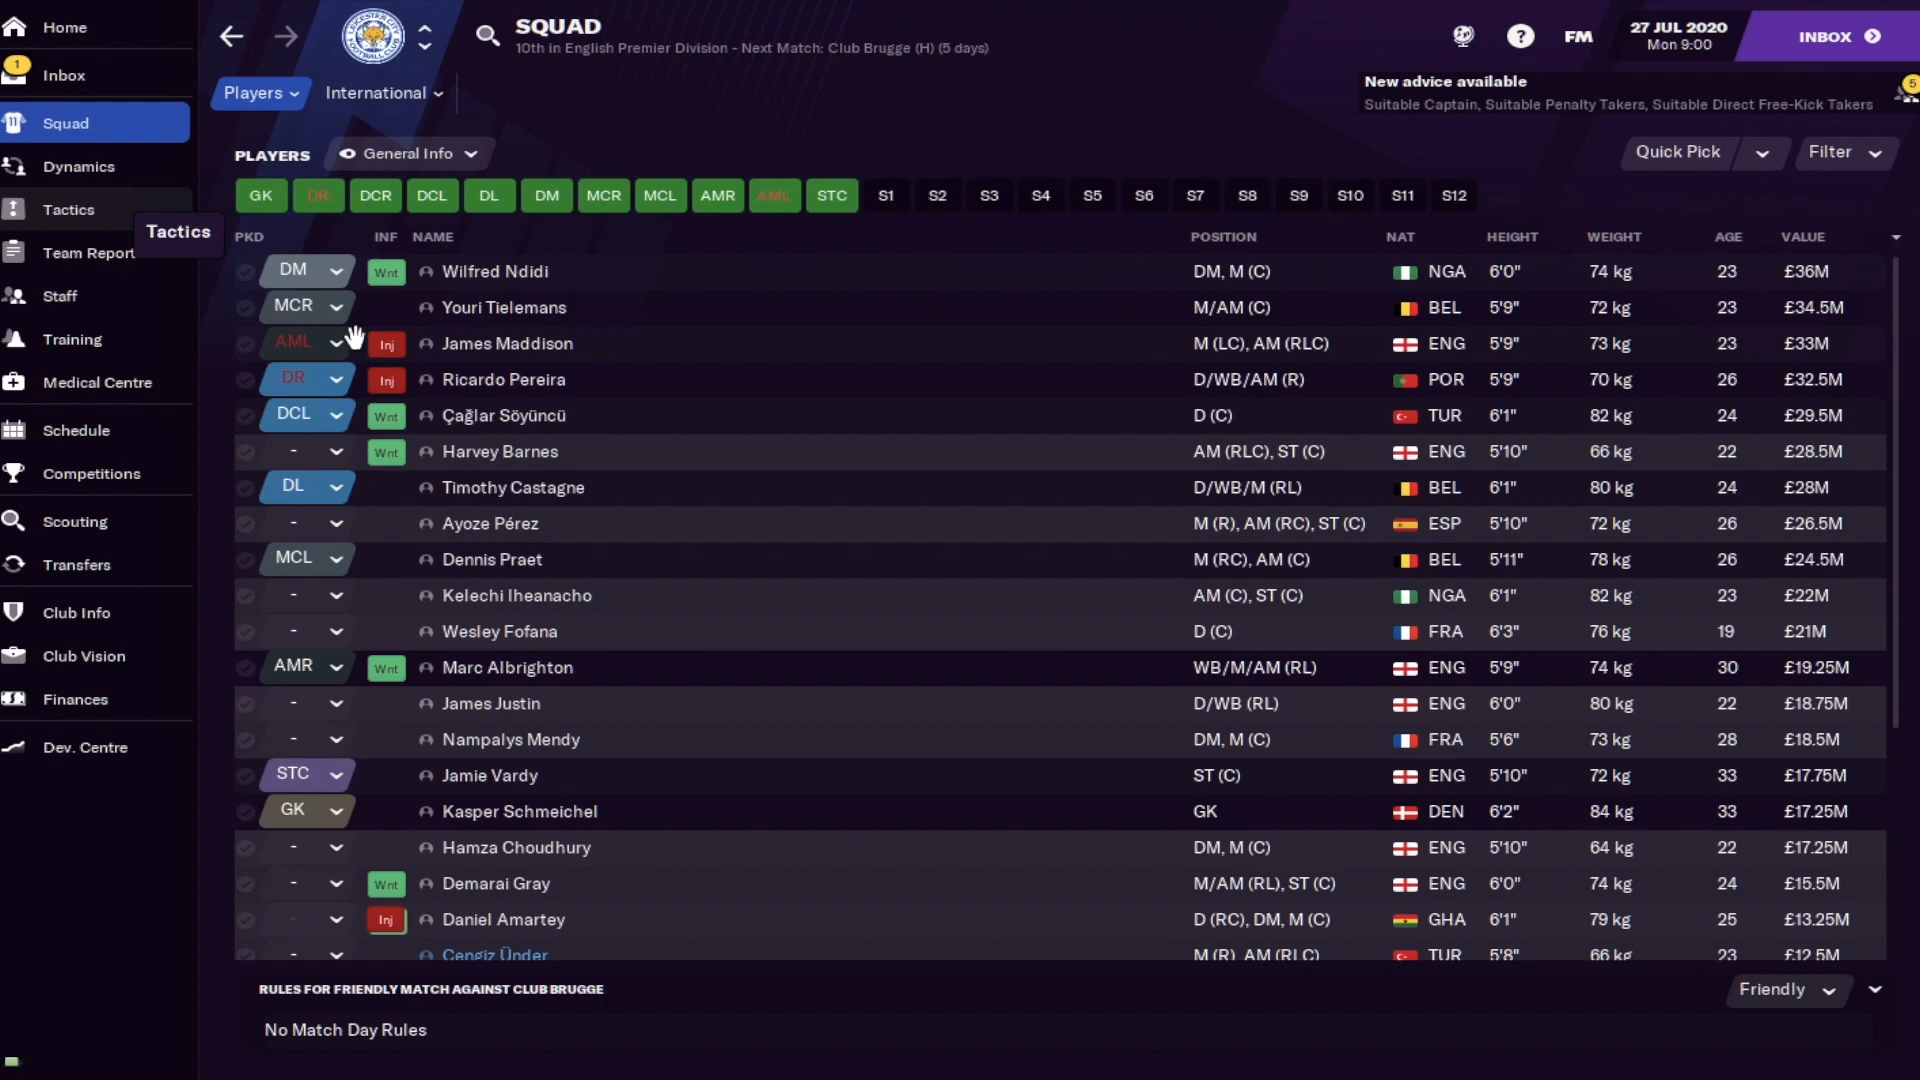 Home
Inbox
1
Squad
Dynamics
Tactics
Tactics
Team Report
Staff
Training
Medical Centre
Schedule
Competitions
Scouting
Transfers
Club Info
Club Vision
Finances
Dev. Centre
SQUAD
10th in English Premier Division - Next Match: Club Brugge (H) (5 days)
FM
27 JUL 2020
Mon 9:00
INBOX
Players
International
New advice available
Suitable Captain, Suitable Penalty Takers, Suitable Direct Free-Kick Takers
5
PLAYERS General Info
Quick Pick Filter
GK DR DCR DCL DL DM MCR MCL AMR AML STC S1 S2 S3 S4 S5 S6 S7 S8 S9 S10 S11 S12
PKD INF NAME POSITION NAT HEIGHT WEIGHT AGE VALUE
DM Wnt Wilfred Ndidi DM, M (C) NGA 6'0" 74 kg 23 £36M
MCR Youri Tielemans M/AM (C) BEL 5'9" 72 kg 23 £34.5M
AML Inj James Maddison M (LC), AM (RLC) ENG 5'9" 73 kg 23 £33M
DR Inj Ricardo Pereira D/WB/AM (R) POR 5'9" 70 kg 26 £32.5M
DCL Wnt Çağlar Söyüncü D (C) TUR 6'1" 82 kg 24 £29.5M
- Wnt Harvey Barnes AM (RLC), ST (C) ENG 5'10" 66 kg 22 £28.5M
DL Timothy Castagne D/WB/M (RL) BEL 6'1" 80 kg 24 £28M
- Ayoze Pérez M (R), AM (RC), ST (C) ESP 5'10" 72 kg 26 £26.5M
MCL Dennis Praet M (RC), AM (C) BEL 5'11" 78 kg 26 £24.5M
- Kelechi Iheanacho AM (C), ST (C) NGA 6'1" 82 kg 23 £22M
- Wesley Fofana D (C) FRA 6'3" 76 kg 19 £21M
AMR Wnt Marc Albrighton WB/M/AM (RL) ENG 5'9" 74 kg 30 £19.25M
- James Justin D/WB (RL) ENG 6'0" 80 kg 22 £18.75M
- Nampalys Mendy DM, M (C) FRA 5'6" 73 kg 28 £18.5M
STC Jamie Vardy ST (C) ENG 5'10" 72 kg 33 £17.75M
GK Kasper Schmeichel GK DEN 6'2" 84 kg 33 £17.25M
- Hamza Choudhury DM, M (C) ENG 5'10" 64 kg 22 £17.25M
- Wnt Demarai Gray M/AM (RL), ST (C) ENG 6'0" 74 kg 24 £15.5M
- Inj Daniel Amartey D (RC), DM, M (C) GHA 6'1" 79 kg 25 £13.25M
- Cengiz Ünder M (R), AM (RLC) TUR 5'8" 66 kg 23 £12.5M
RULES FOR FRIENDLY MATCH AGAINST CLUB BRUGGE
Friendly
No Match Day Rules